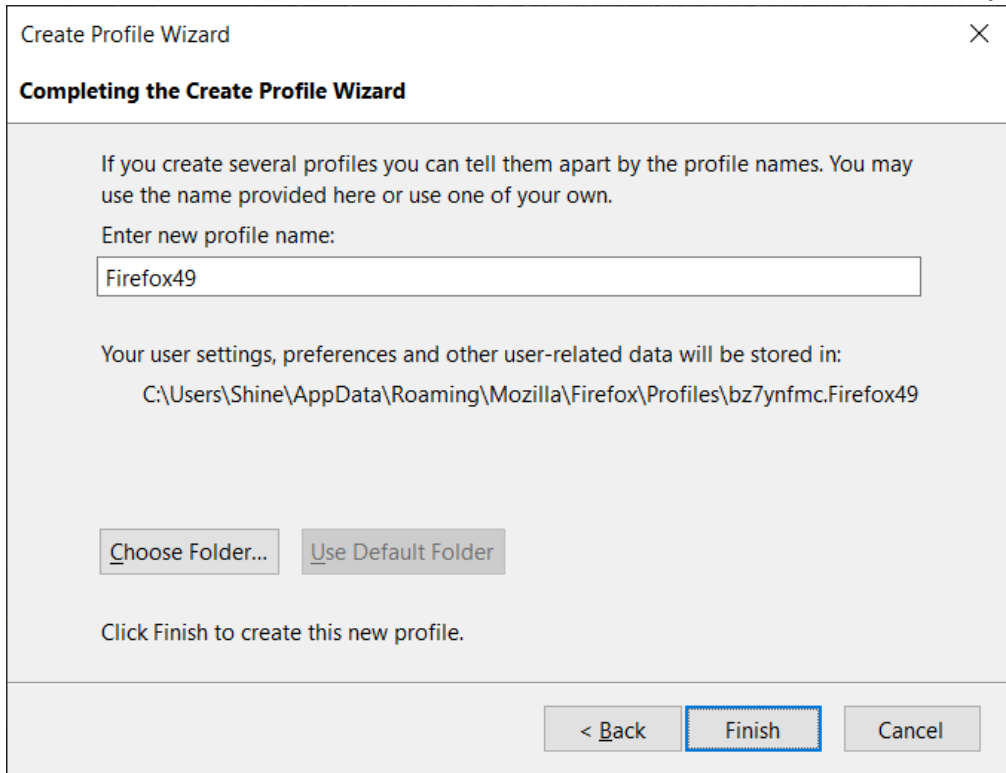 Create Profile Wizard
Completing the Create Profile Wizard
If you create several profiles you can tell them apart by the profile names. You may
use the name provided here or use one of your own.
Enter new profile name:
Firefox49
Your user settings, preferences and other user-related data will be stored in:
C:\Users\Shine\AppData\Roaming\Mozilla\Firefox\Profiles\bz7ynfmc.Firefox49
Choose Folder... Use Default Folder
Click Finish to create this new profile.
< Back Finish Cancel